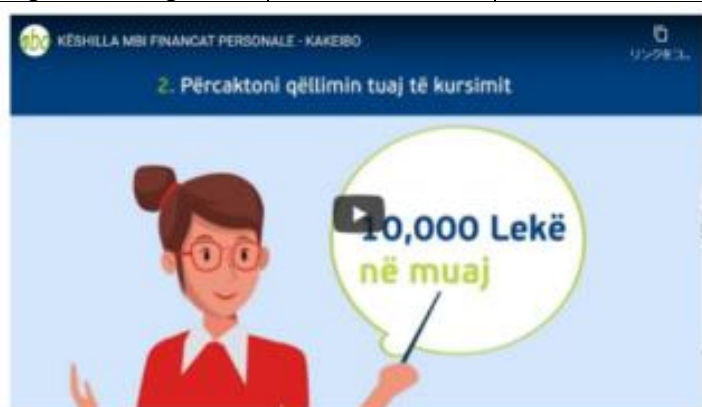 abc KËSHILLA MBI FINANCAT PERSONALE - KAKEIBO
リンクをコ...
2. Përcaktoni qëllimin tuaj të kursimit
10,000 Lekë
në muaj